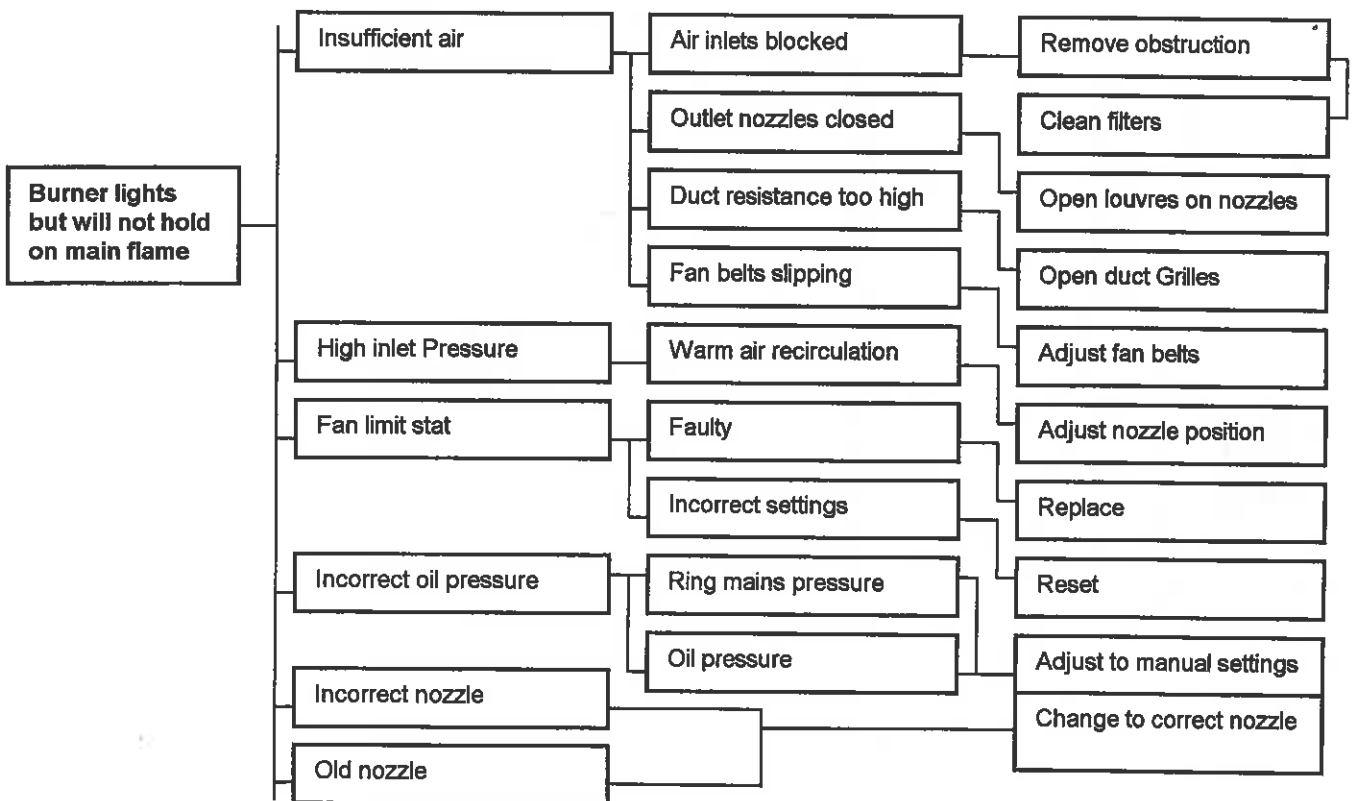 Insufficient air
Air inlets blocked
Remove obstruction
Outlet nozzles closed
Clean filters
Burner lights
but will not hold
on main flame
Duct resistance too high
Open louvres on nozzles
Fan belts slipping
Open duct Grilles
High inlet Pressure
Warm air recirculation
Adjust fan belts
Fan limit stat
Faulty
Adjust nozzle position
Incorrect settings
Replace
Incorrect oil pressure
Ring mains pressure
Reset
Oil pressure
Adjust to manual settings
Incorrect nozzle
Change to correct nozzle
Old nozzle